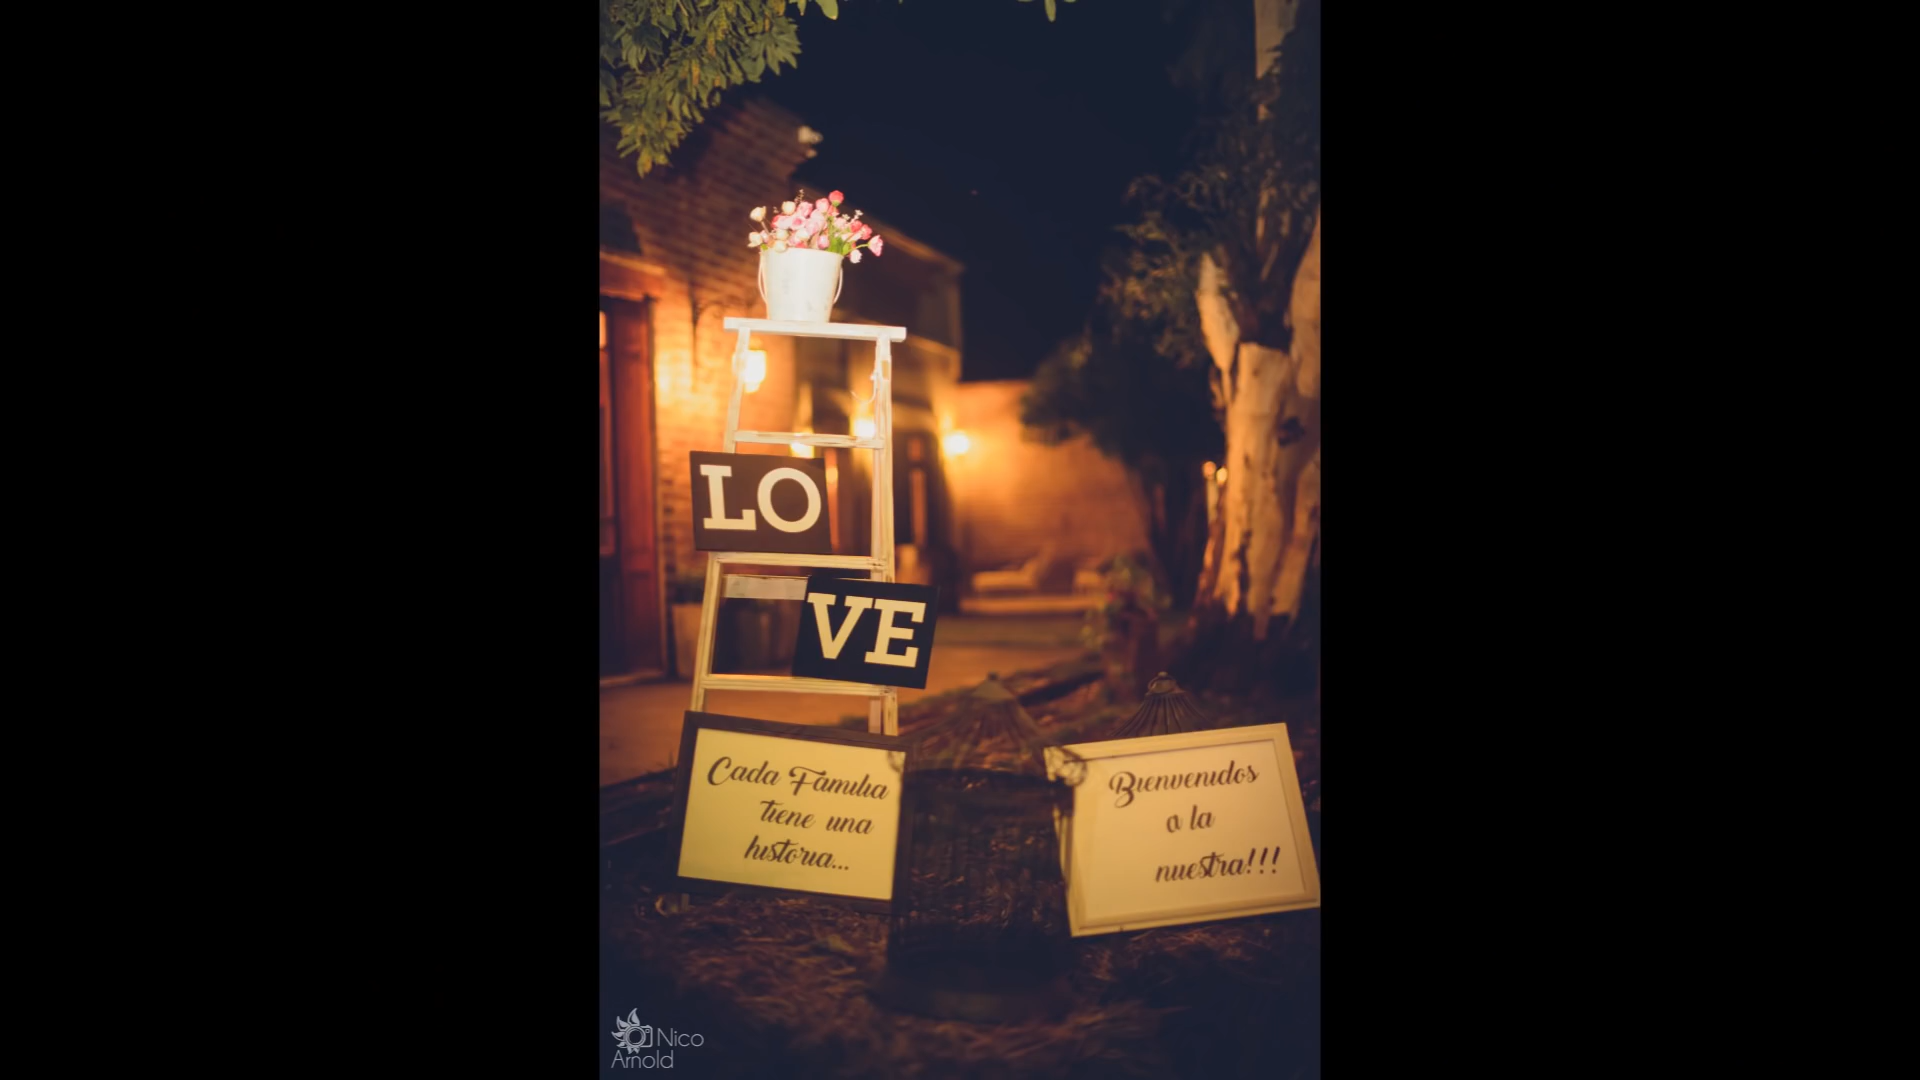 LO
VE
Cada Familia
tiene una
historia...
Bienvenidos
a la
nuestra!!!
Nico
Arnold